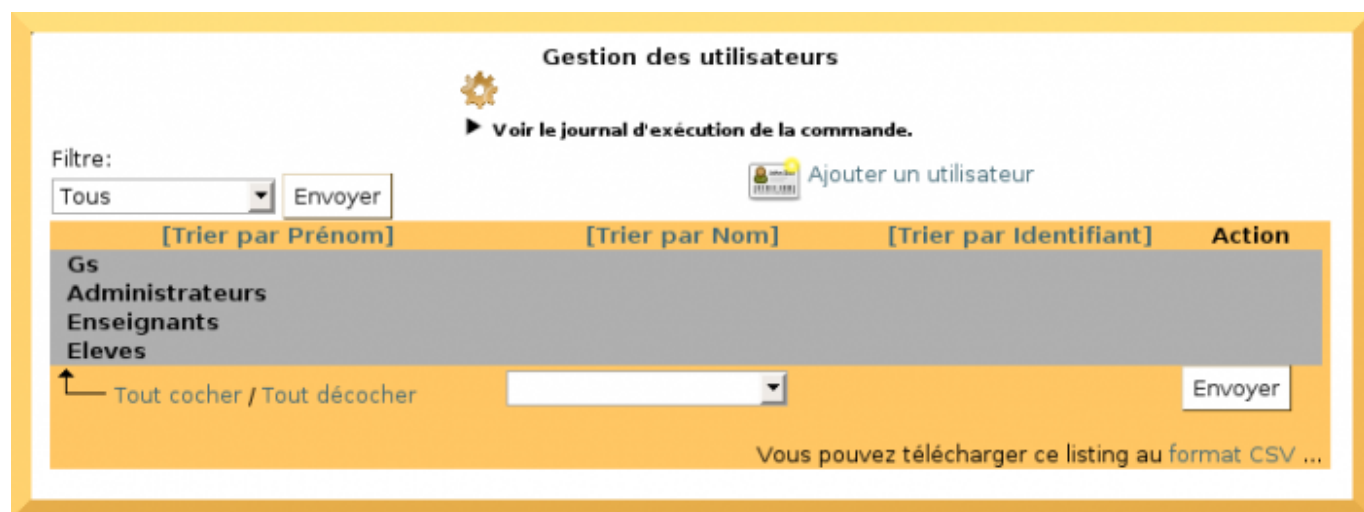 Gestion des utilisateurs
Voir le journal d'exécution de la commande.
Filtre:
Ajouter un utilisateur
Tous Envoyer
[Trier par Prénom] [Trier par Nom] [Trier par Identifiant] Action
Gs
Administrateurs
Enseignants
Eleves
Tout cocher / Tout décocher Envoyer
Vous pouvez télécharger ce listing au format CSV ...